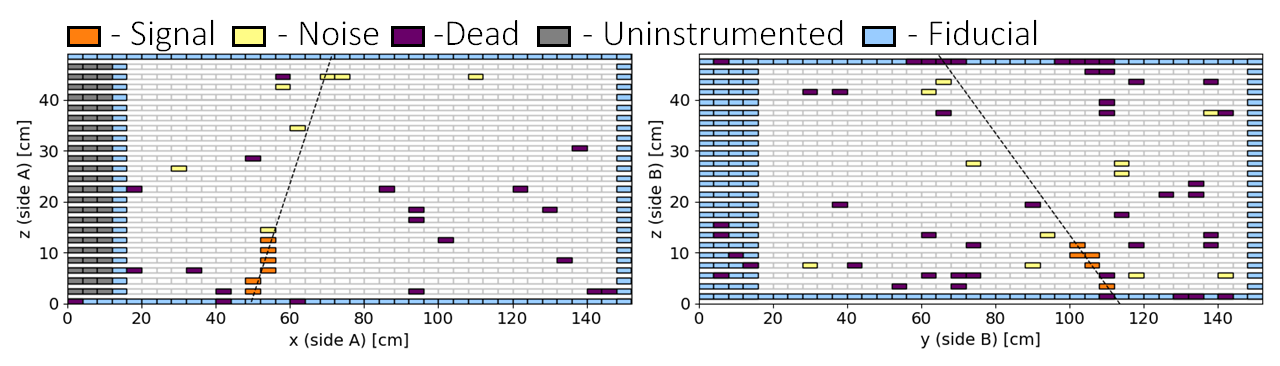 - Signal - Noise -Dead - Uninstrumented - Fiducial
z (side A) [cm]
40
30
20
10
0
0 20 40 60 80 100 120 140
x (side A) [cm]
z (side B) [cm]
40
30
20
10
0
0 20 40 60 80 100 120 140
y (side B) [cm]